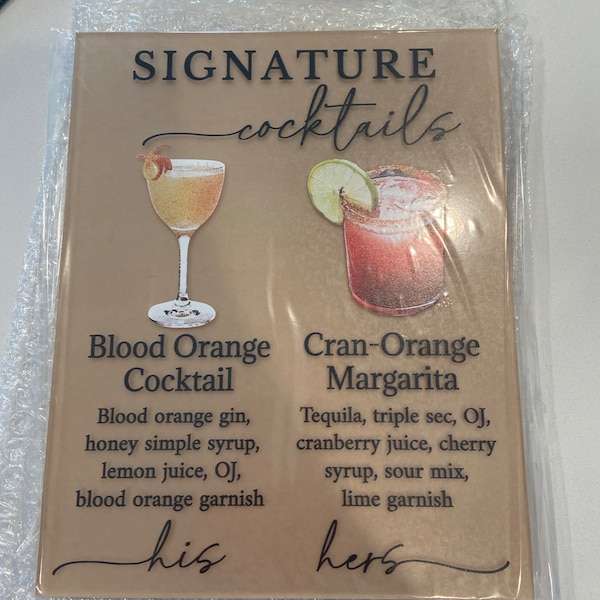 SIGNATURE
cocktails
Blood Orange
Cocktail
Blood orange gin,
honey simple syrup,
lemon juice, OJ,
blood orange garnish
his
Cran-Orange
Margarita
Tequila, triple sec, OJ,
cranberry juice, cherry
syrup, sour mix,
lime garnish
hers